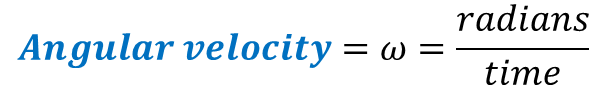 Angular velocity = ω = radians / time